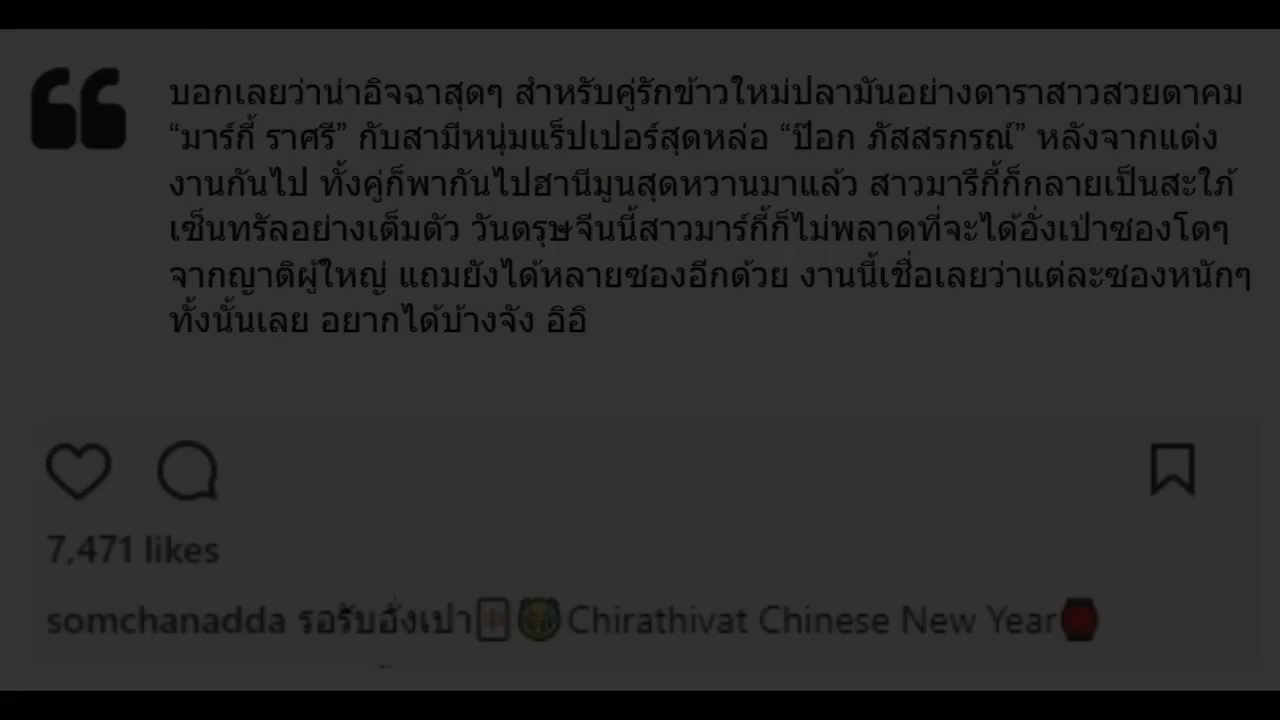 บอกเลยว่าน่าอิจฉาสุดๆ สำหรับคู่รักข้าวใหม่ปลามันอย่างดาราสาวสวยตาคม
“มาร์กี้ ราศรี” กับสามีหนุ่มแร็ปเปอร์สุดหล่อ “ป๊อก ภัสสรกรณ์” หลังจากแต่ง
งานกันไป ทั้งคู่ก็พากันไปฮานีมูนสุดหวานมาแล้ว สาวมารืกี้ก็กลายเป็นสะใภ้
เซ็นทรัลอย่างเต็มตัว วันตรุษจีนนี้สาวมาร์กี้ก็ไม่พลาดที่จะได้อั่งเป่าซองโตๆ
จากญาติผู้ใหญ่ แถมยังได้หลายซองอีกด้วย งานนี้เชื่อเลยว่าแต่ละซองหนักๆ
ทั้งนั้นเลย อยากได้บ้างจัง อิอิ
7,471 likes
somchanadda รอรับอั่งเปา🀄🐯Chirathivat Chinese New Year🏮